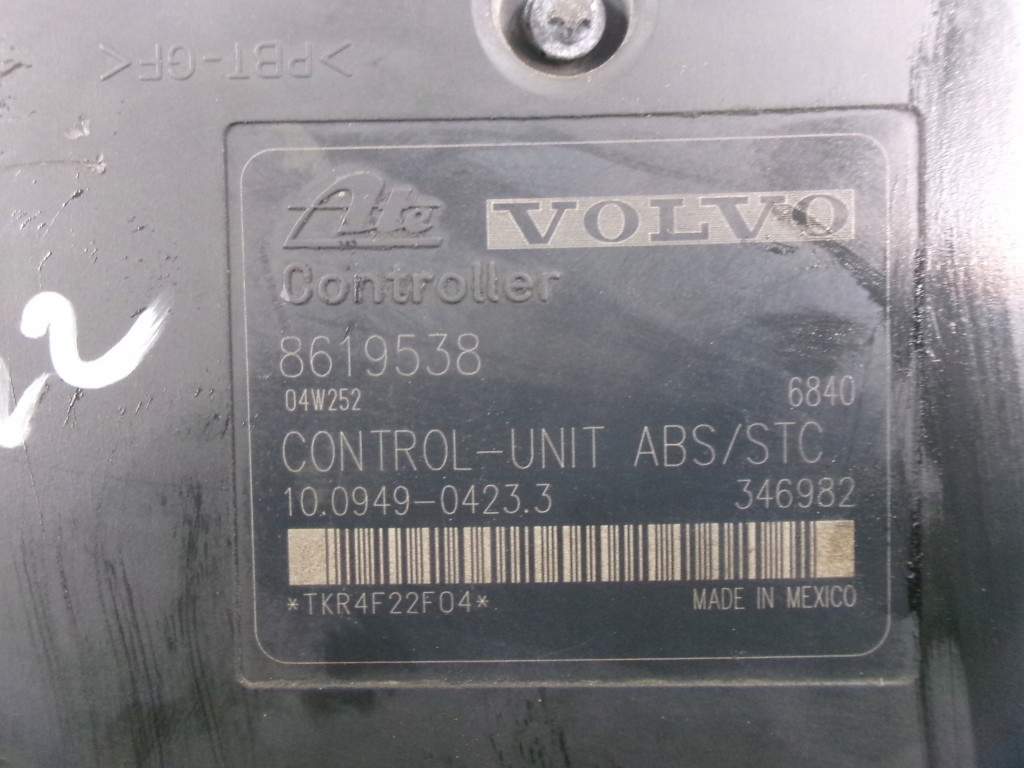 >PBT-GF<
Ate VOLVO
Controller
8619538
04W252 6840
CONTROL-UNIT ABS/STC
10.0949-0423.3 346982
*TKR4F22F04*
MADE IN MEXICO